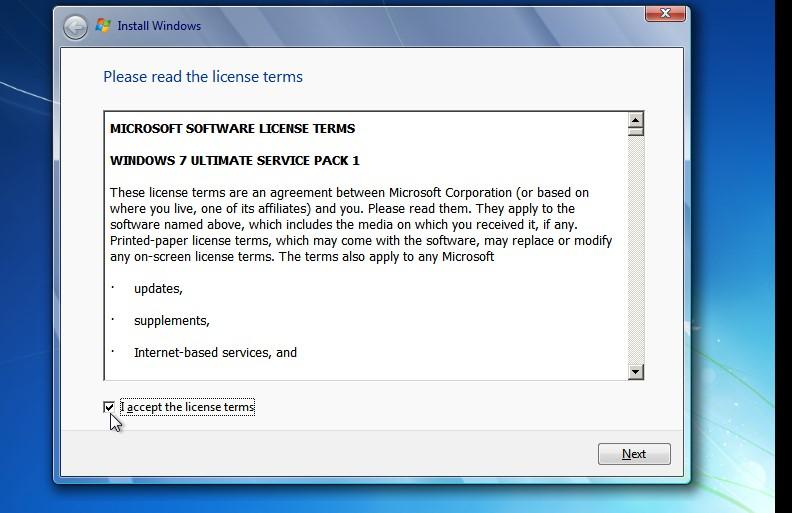 Install Windows
Please read the license terms
MICROSOFT SOFTWARE LICENSE TERMS
WINDOWS 7 ULTIMATE SERVICE PACK 1
These license terms are an agreement between Microsoft Corporation (or based on
where you live, one of its affiliates) and you. Please read them. They apply to the
software named above, which includes the media on which you received it, if any.
Printed-paper license terms, which may come with the software, may replace or modify
any on-screen license terms. The terms also apply to any Microsoft
· updates,
· supplements,
· Internet-based services, and
I accept the license terms
Next